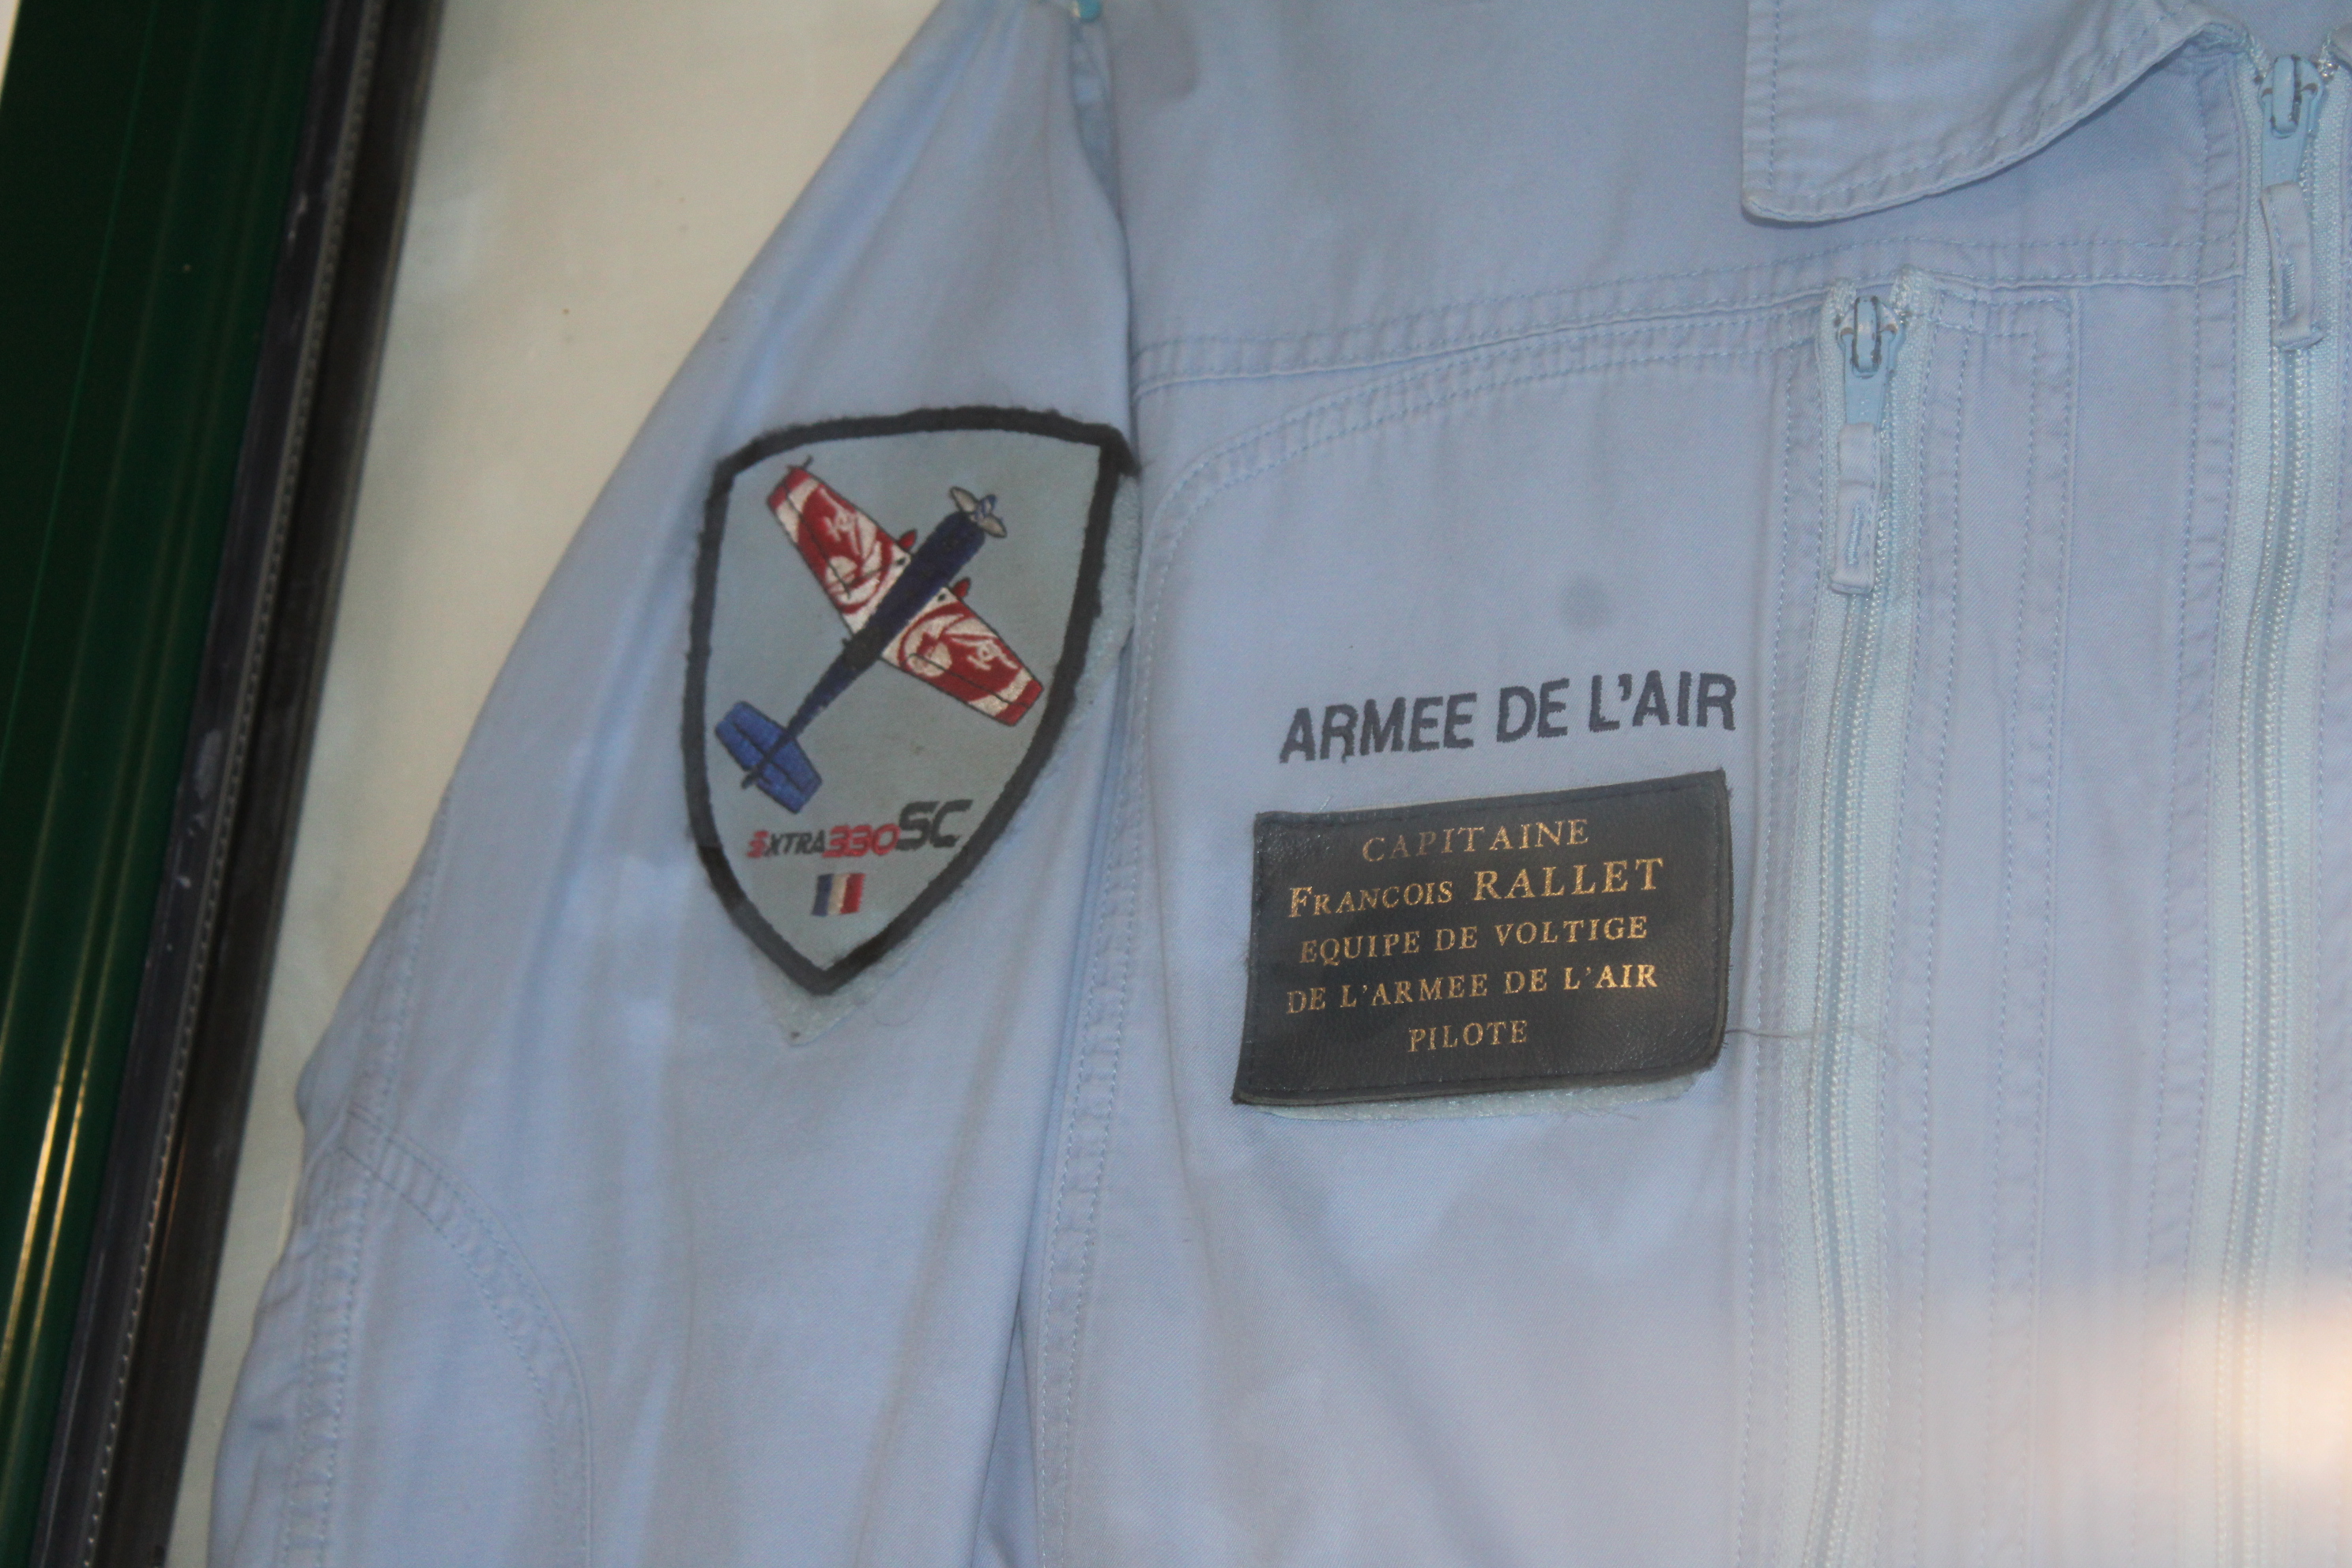 EXTRA330SC
ARMEE DE L'AIR
CAPITAINE
FRANCOIS RALLET
EQUIPE DE VOLTIGE
DE L'ARMEE DE L'AIR
PILOTE